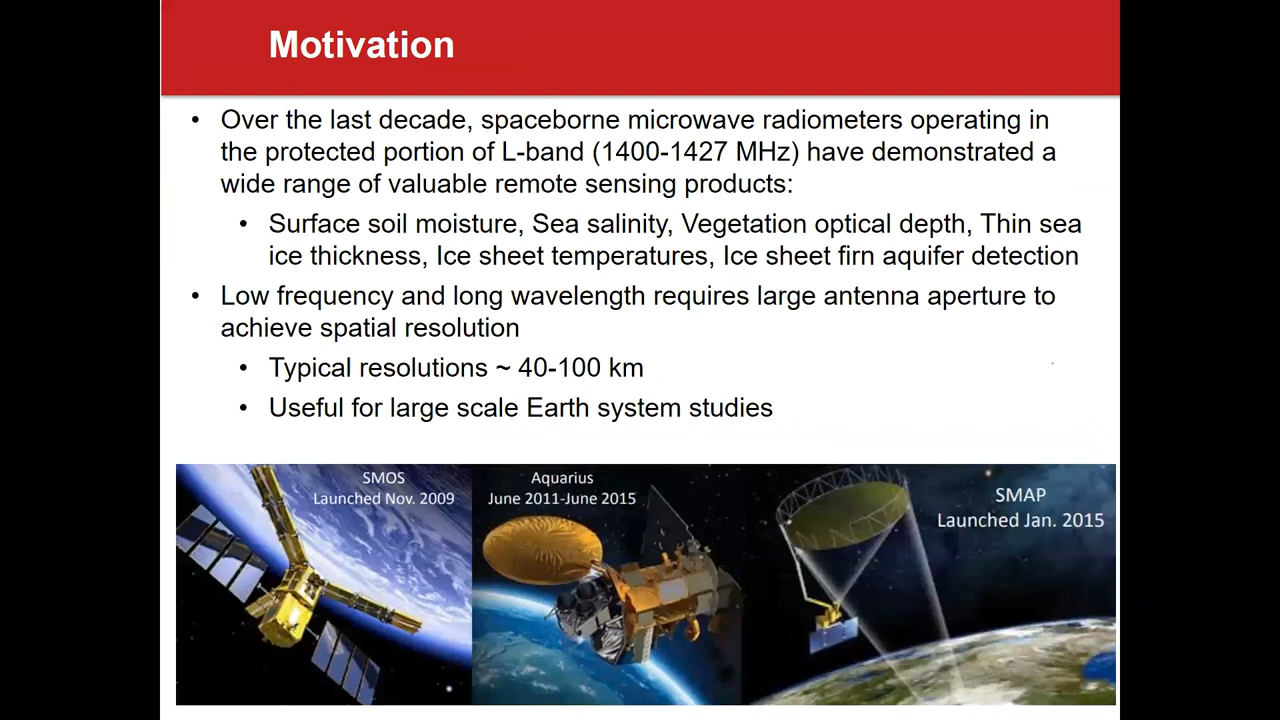 Motivation
• Over the last decade, spaceborne microwave radiometers operating in
the protected portion of L-band (1400-1427 MHz) have demonstrated a
wide range of valuable remote sensing products:
• Surface soil moisture, Sea salinity, Vegetation optical depth, Thin sea
ice thickness, Ice sheet temperatures, Ice sheet firn aquifer detection
• Low frequency and long wavelength requires large antenna aperture to
achieve spatial resolution
• Typical resolutions ~ 40-100 km
• Useful for large scale Earth system studies
SMOS
Launched Nov. 2009
Aquarius
June 2011-June 2015
SMAP
Launched Jan. 2015